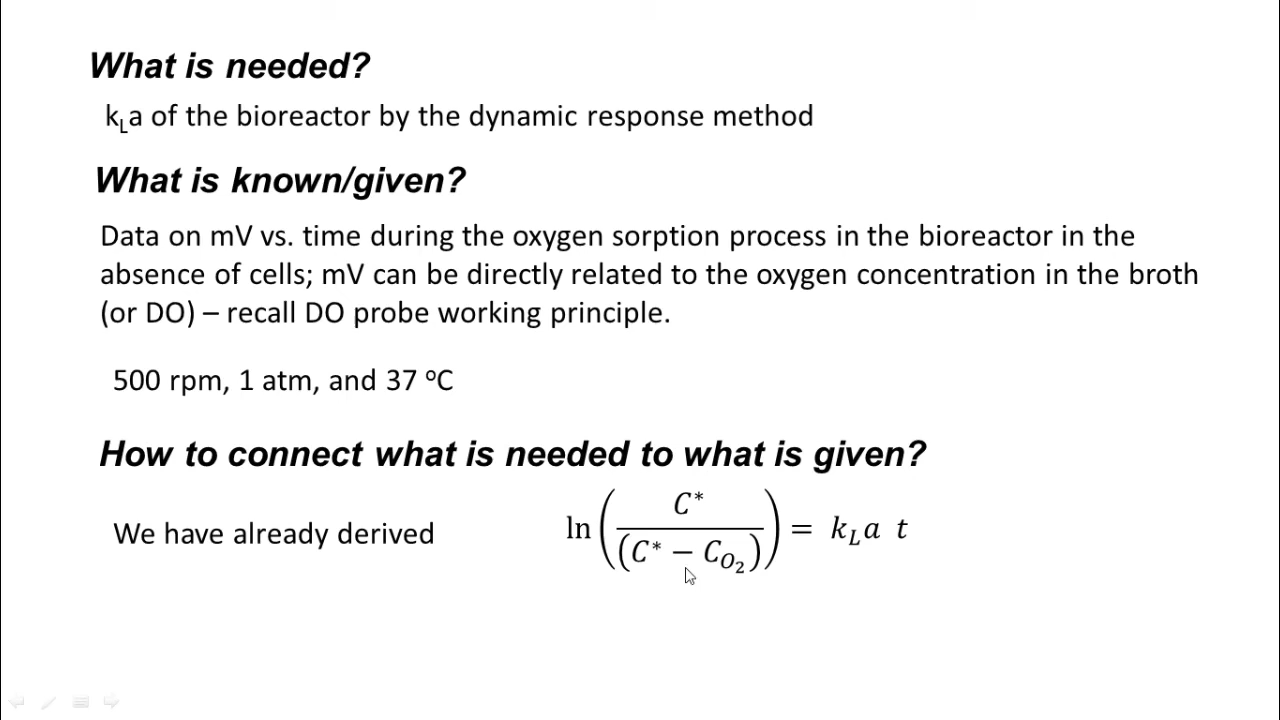 What is needed?
kLa of the bioreactor by the dynamic response method
What is known/given?
Data on mV vs. time during the oxygen sorption process in the bioreactor in the
absence of cells; mV can be directly related to the oxygen concentration in the broth
(or DO) – recall DO probe working principle.
500 rpm, 1 atm, and 37 °C
How to connect what is needed to what is given?
We have already derived ln(C*/(C* − C_O₂)) = k_L a t